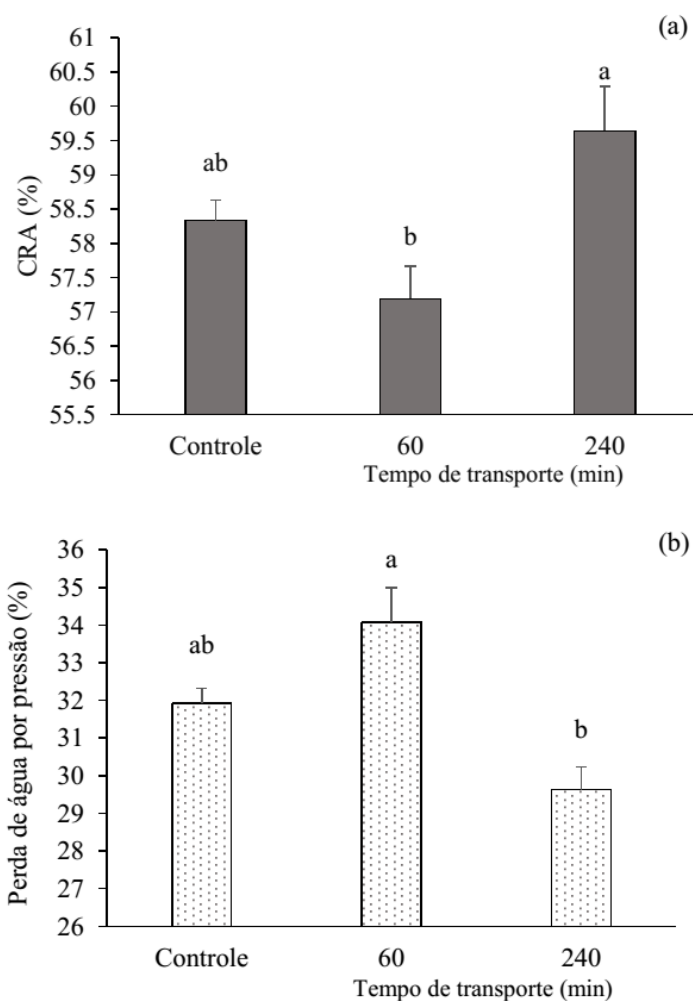 (a)
61
60.5
60
59.5
59
58.5
58
57.5
57
56.5
56
55.5
CRA (%)
ab
b
a
Controle 60 240
Tempo de transporte (min)
(b)
36
35
34
33
32
31
30
29
28
27
26
Perda de água por pressão (%)
ab
a
b
Controle 60 240
Tempo de transporte (min)